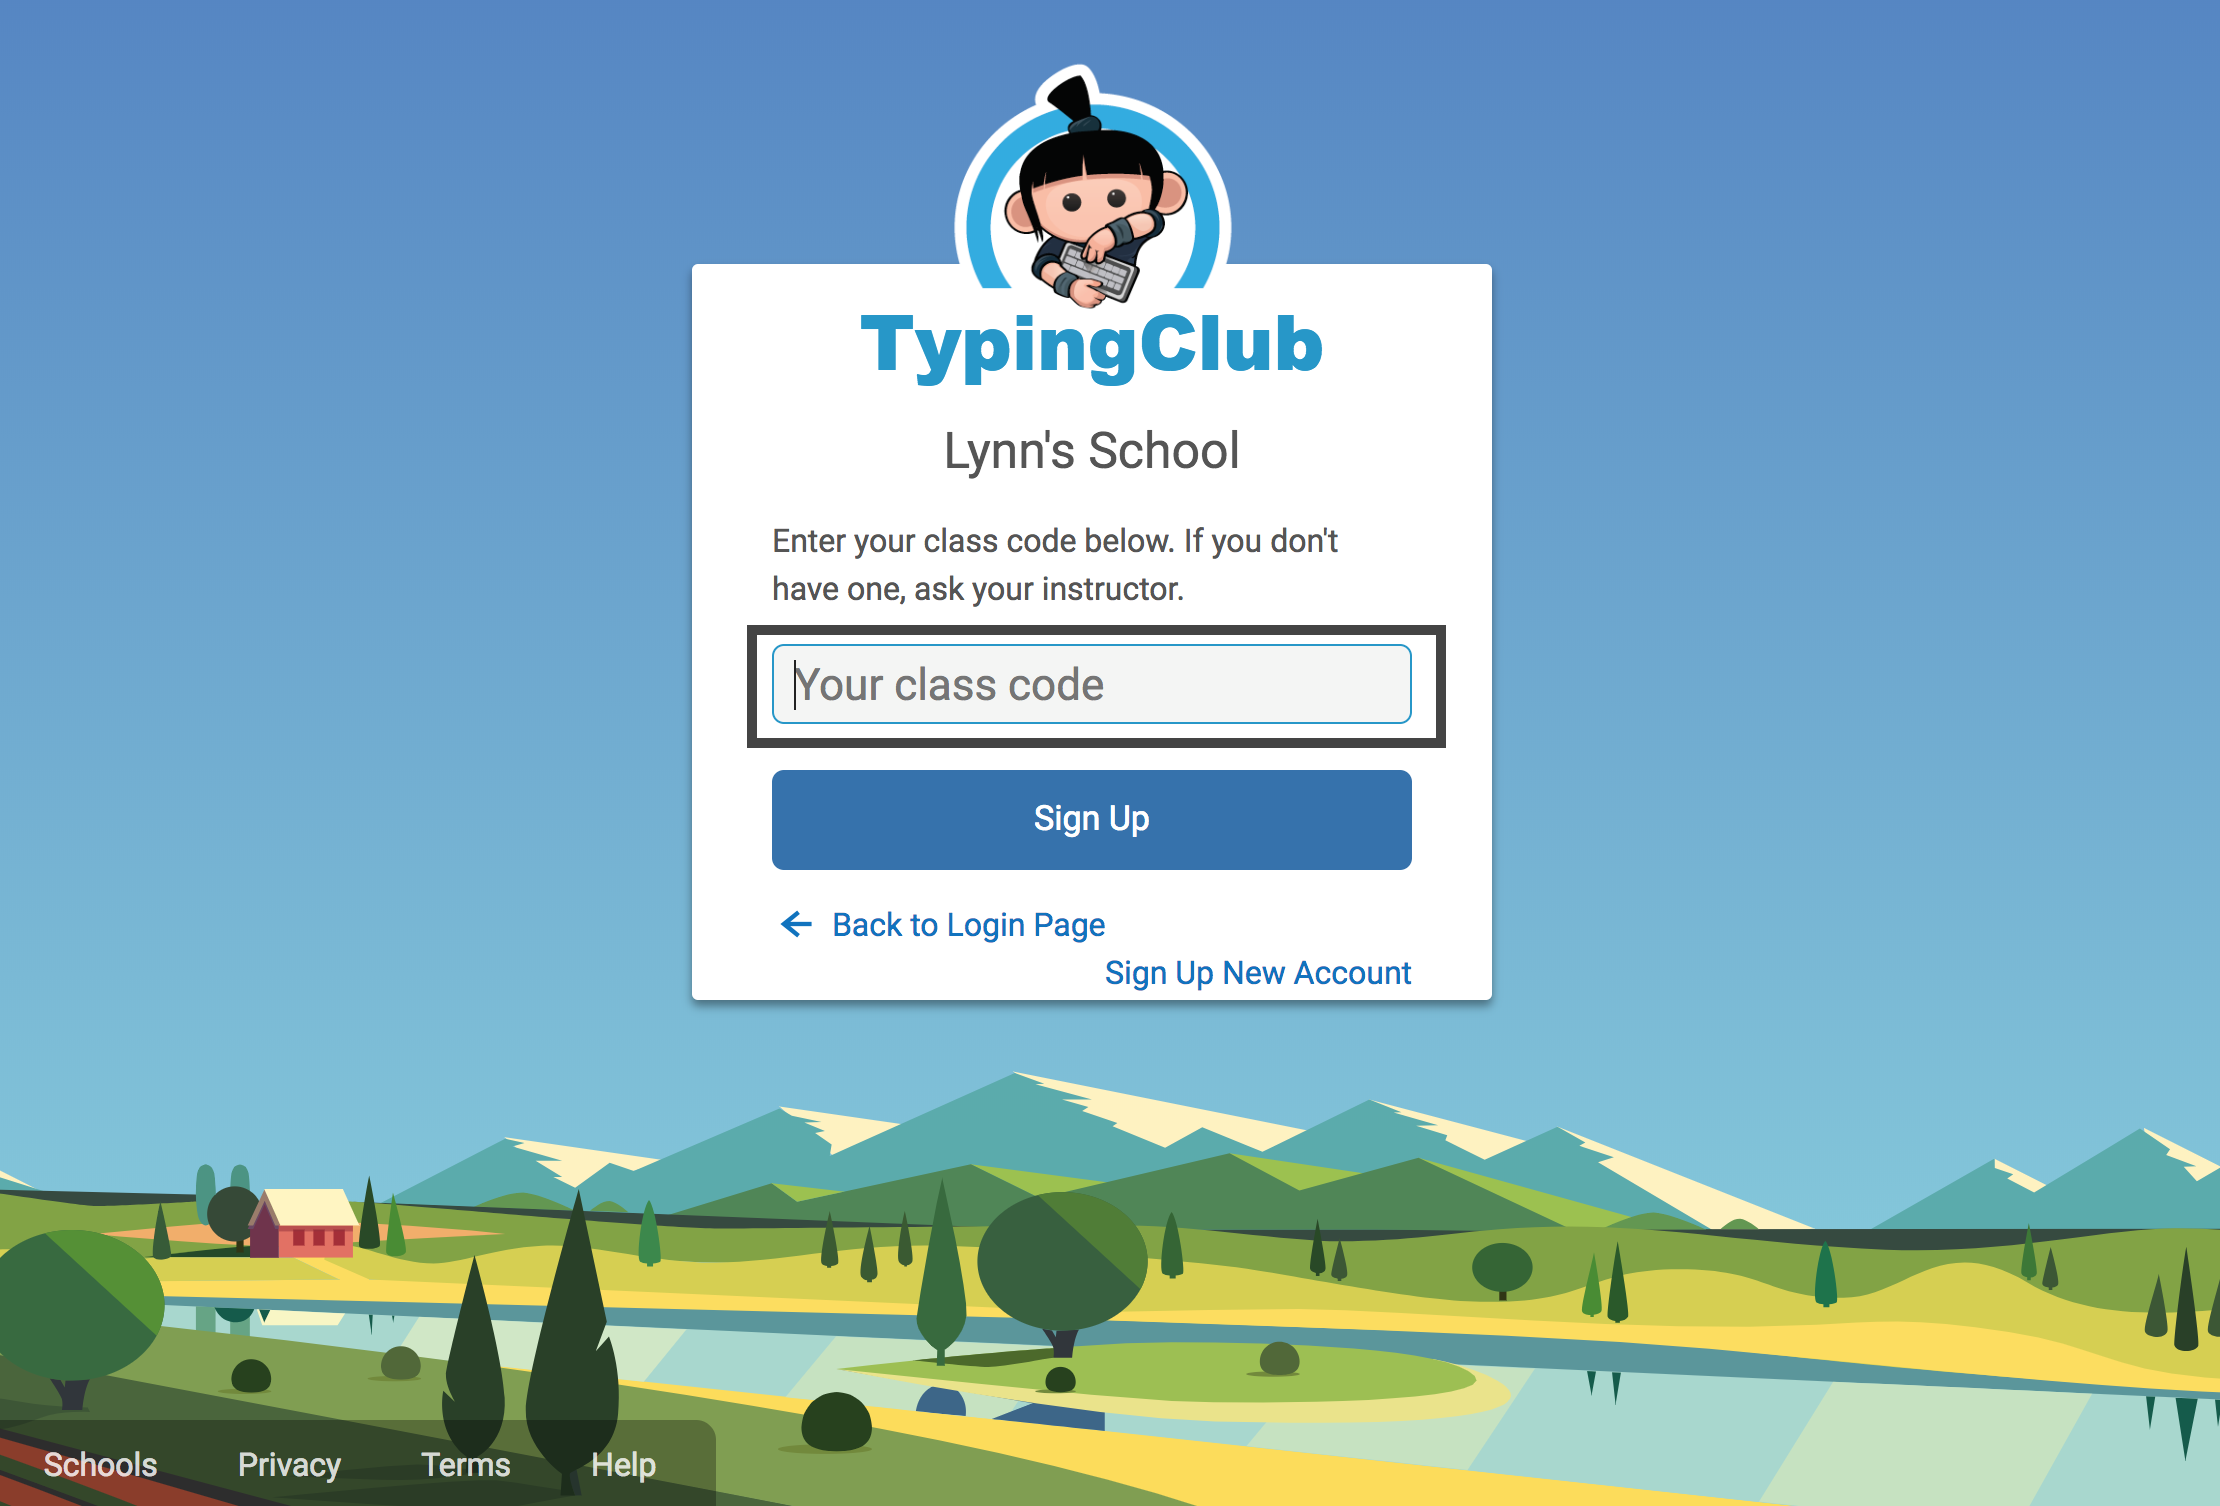 TypingClub
Lynn's School
Enter your class code below. If you don't
have one, ask your instructor.
Your class code
Sign Up
Back to Login Page
Sign Up New Account
Schools Privacy Terms Help